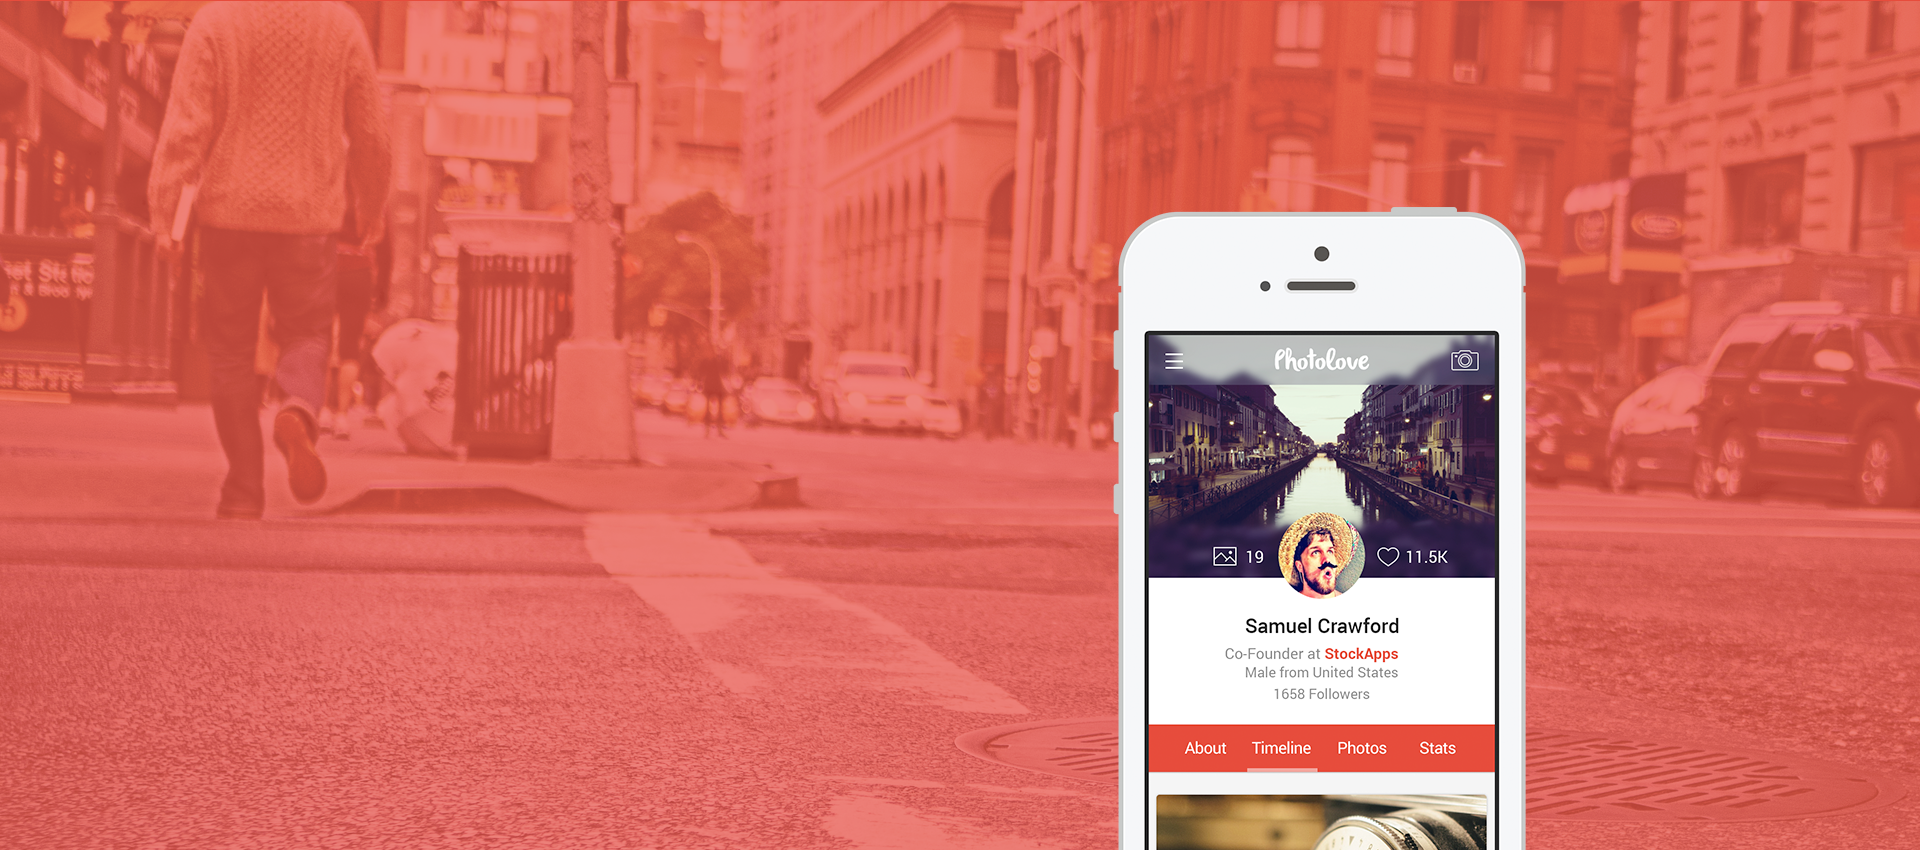 Photolove
19
11.5K
Samuel Crawford
Co-Founder at StockApps
Male from United States
1658 Followers
About Timeline Photos Stats